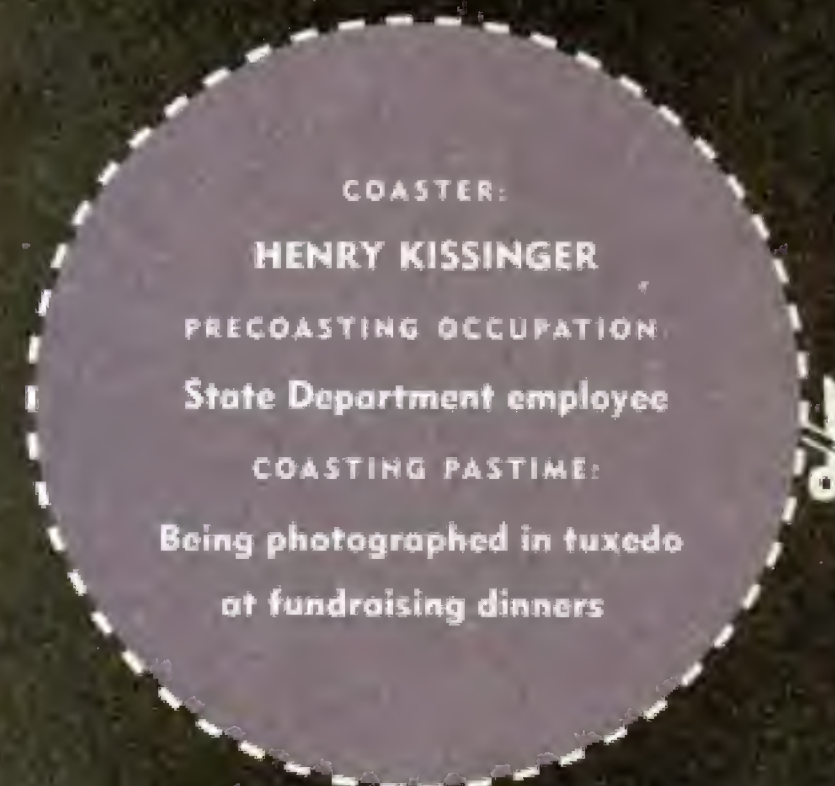 COASTER:
HENRY KISSINGER
PRECOASTING OCCUPATION
State Department employee
COASTING PASTIME:
Being photographed in tuxedo
at fundraising dinners